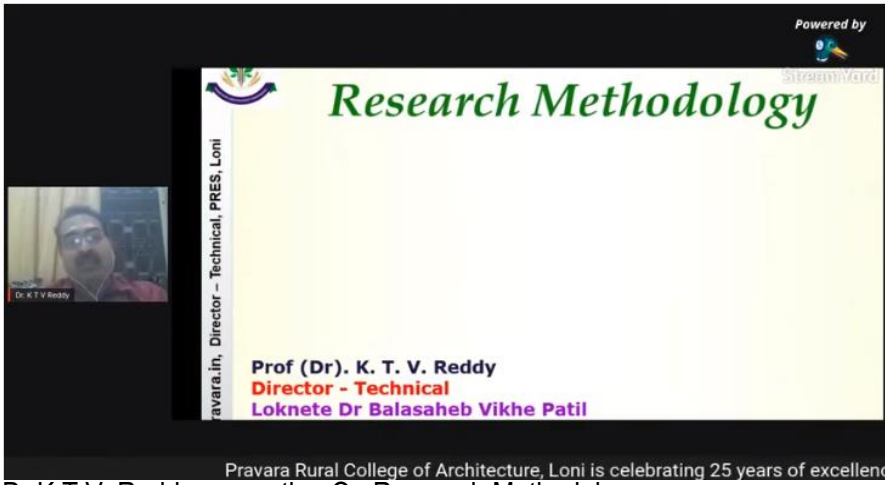 Powered by
StreamYard
Research Methodology
ravara.in, Director – Technical, PRES, Loni
Dr. K T V Reddy
Prof (Dr). K. T. V. Reddy
Director - Technical
Loknete Dr Balasaheb Vikhe Patil
Pravara Rural College of Architecture, Loni is celebrating 25 years of excellenc